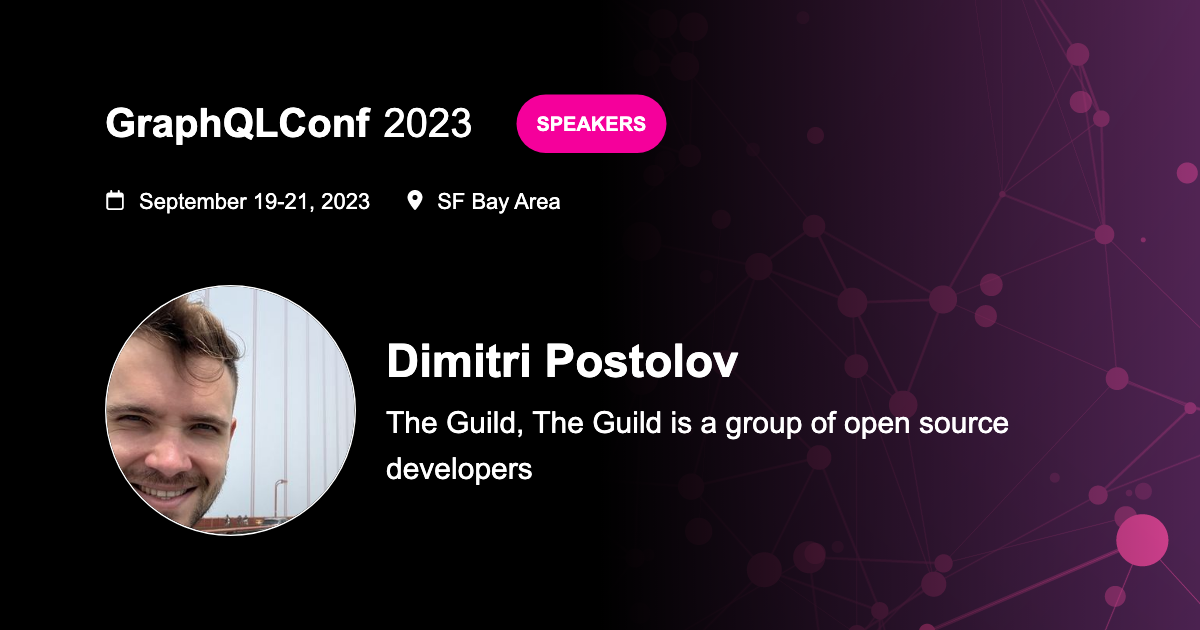 GraphQLConf 2023
SPEAKERS
September 19-21, 2023
SF Bay Area
Dimitri Postolov
The Guild, The Guild is a group of open source
developers